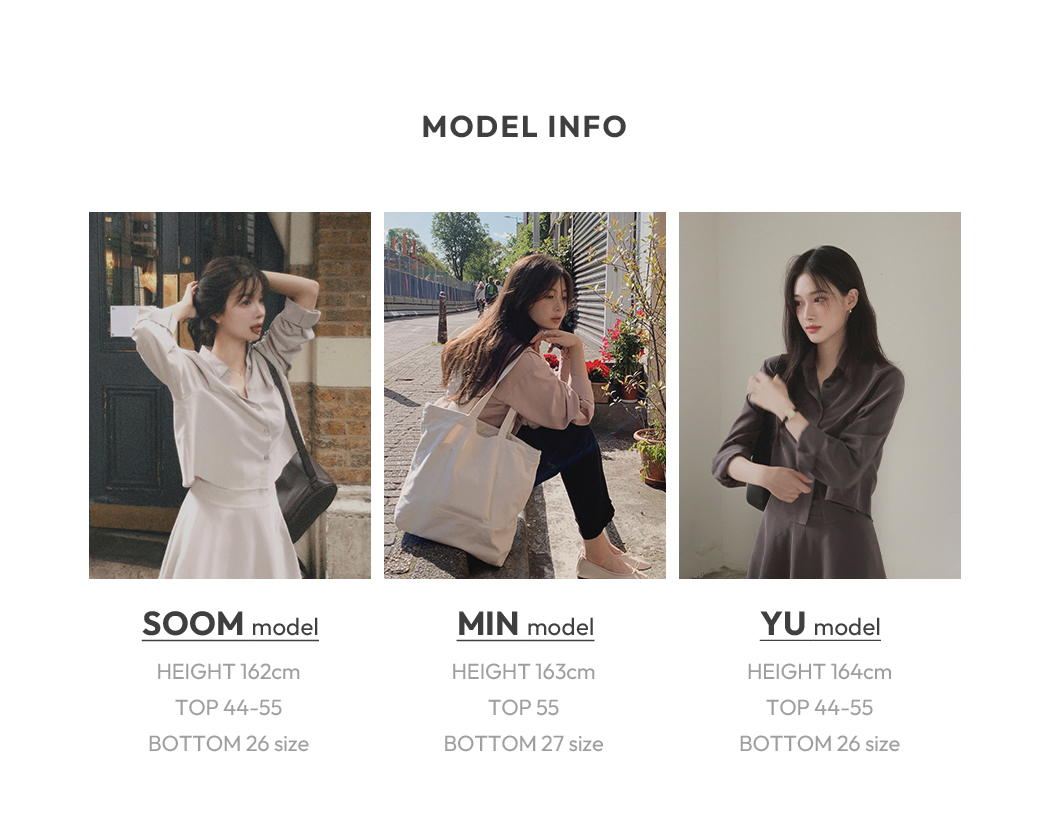 MODEL INFO
SOOM model
HEIGHT 162cm
TOP 44-55
BOTTOM 26 size
MIN model
HEIGHT 163cm
TOP 55
BOTTOM 27 size
YU model
HEIGHT 164cm
TOP 44-55
BOTTOM 26 size